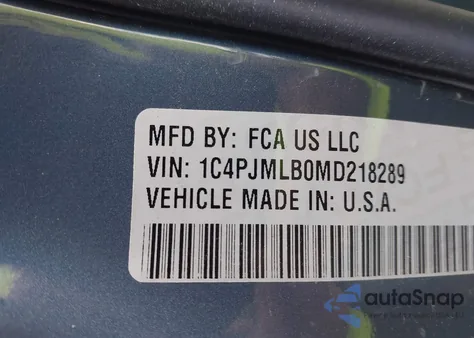 MFD BY: FCA US LLC
VIN: 1C4PJMLB0MD218289
VEHICLE MADE IN: U.S.A.
autoSnap